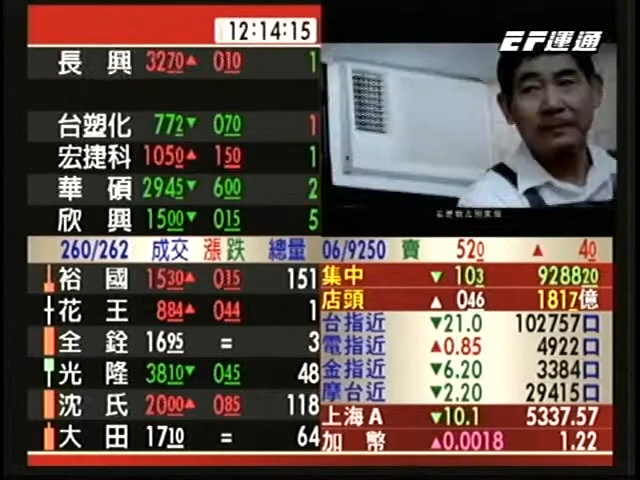 12:14:15
EF運通
長興 3270▲ 010 1
台塑化 772▼ 070 1
宏捷科 1050▲ 150 1
華碩 2945▼ 600 2
欣興 1500▼ 015 5
260/262 成交 漲跌 總量 06/9250 賣 520 ▲ 40
裕國 1530▲ 015 151
花王 884▲ 044 1
全銓 1695 = 3
光隆 3810▼ 045 48
沈氏 2000▲ 085 118
大田 1710 = 64
集中 ▼ 103 928820
店頭 ▲ 046 1817億
台指近 ▼21.0 102757口
電指近 ▲0.85 4922口
金指近 ▼6.20 3384口
摩台近 ▼2.20 29415口
上海A ▼10.1 5337.57
加幣 ▲0.0018 1.22